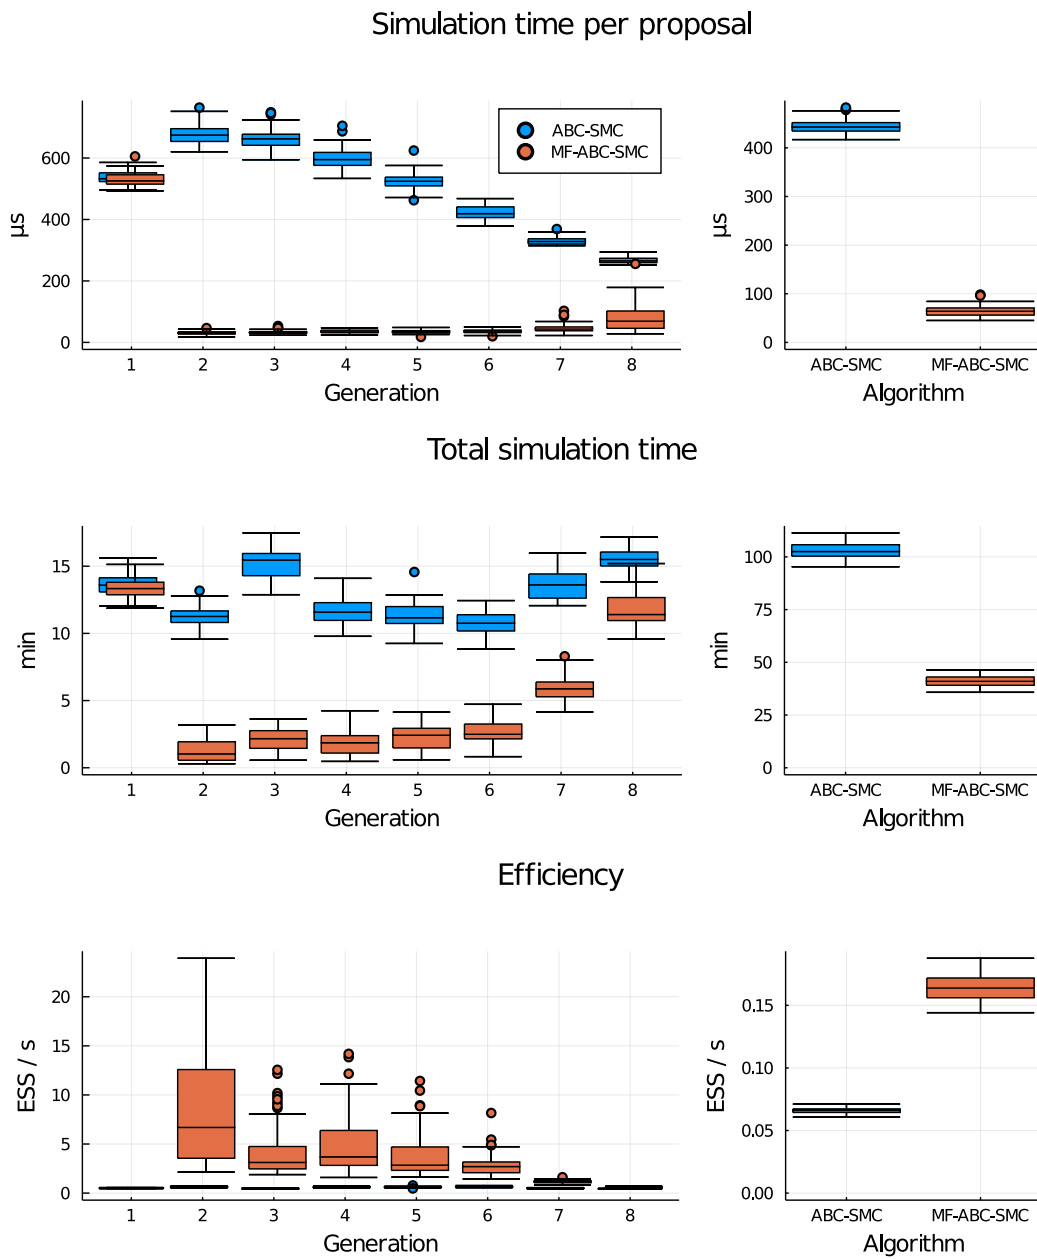 Simulation time per proposal
µs
600
400
200
0
ABC-SMC
MF-ABC-SMC
1 2 3 4 5 6 7 8
Generation
µs
400
300
200
100
0
ABC-SMC MF-ABC-SMC
Algorithm
Total simulation time
min
15
10
5
0
1 2 3 4 5 6 7 8
Generation
min
100
75
50
25
0
ABC-SMC MF-ABC-SMC
Algorithm
Efficiency
ESS / s
20
15
10
5
0
1 2 3 4 5 6 7 8
Generation
ESS / s
0.15
0.10
0.05
0.00
ABC-SMC MF-ABC-SMC
Algorithm